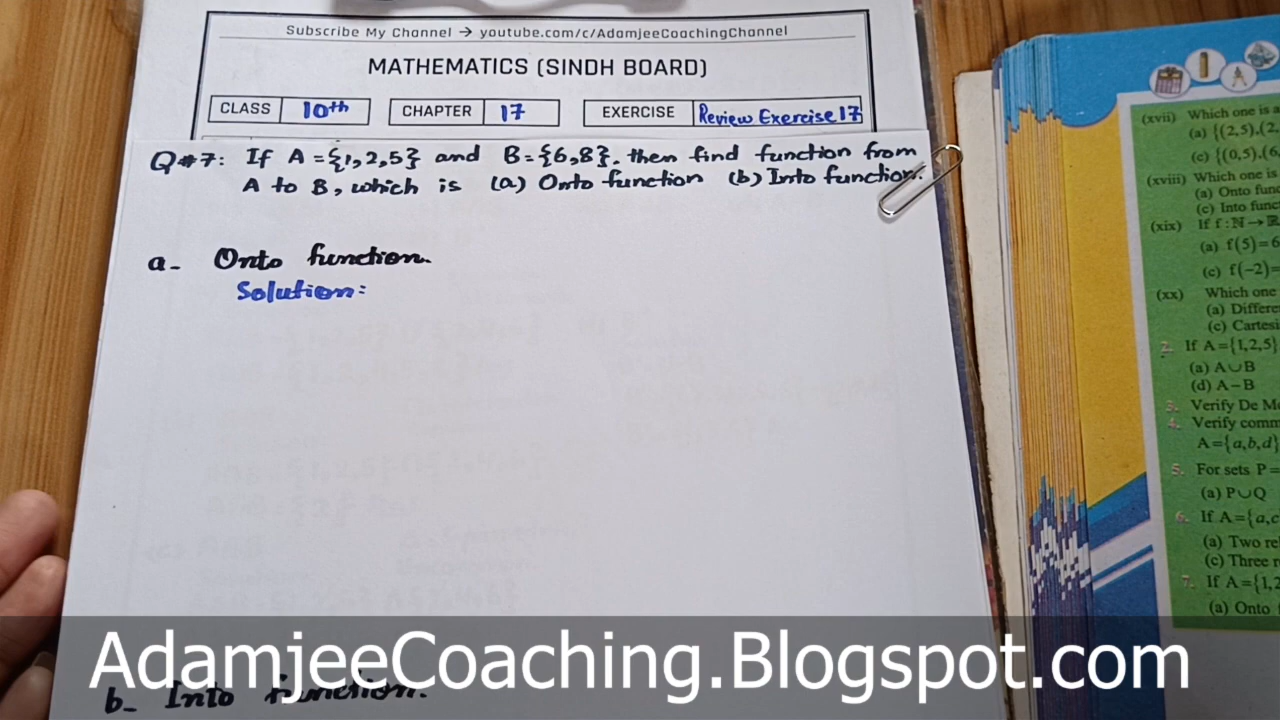 Subscribe My Channel → youtube.com/c/AdamjeeCoachingChannel
MATHEMATICS (SINDH BOARD)
CLASS 10th CHAPTER 17 EXERCISE Review Exercise 17
Q#7: If A={1,2,5} and B={6,8}. then find function from
A to B, which is (a) Onto function (b) Into function.
a- Onto function.
Solution:
b- Into function.
AdamjeeCoaching.Blogspot.com
(xvii) Which one is a
(a) {(2,5),(2,
(c) {(0,5),(6,
(xviii) Which one is
(a) Onto func
(c) Into func
(xix) If f:ℕ→ℝ
(a) f(5)=6
(c) f(-2)=
(xx) Which one
(a) Differe
(c) Cartesi
2. If A={1,2,5}
(a) A∪B
(d) A−B
3. Verify De M
4. Verify comm
A={a,b,d}
5. For sets P=
(a) P∪Q
6. If A={a,c
(a) Two re
(c) Three r
7. If A={1,2
(a) Onto